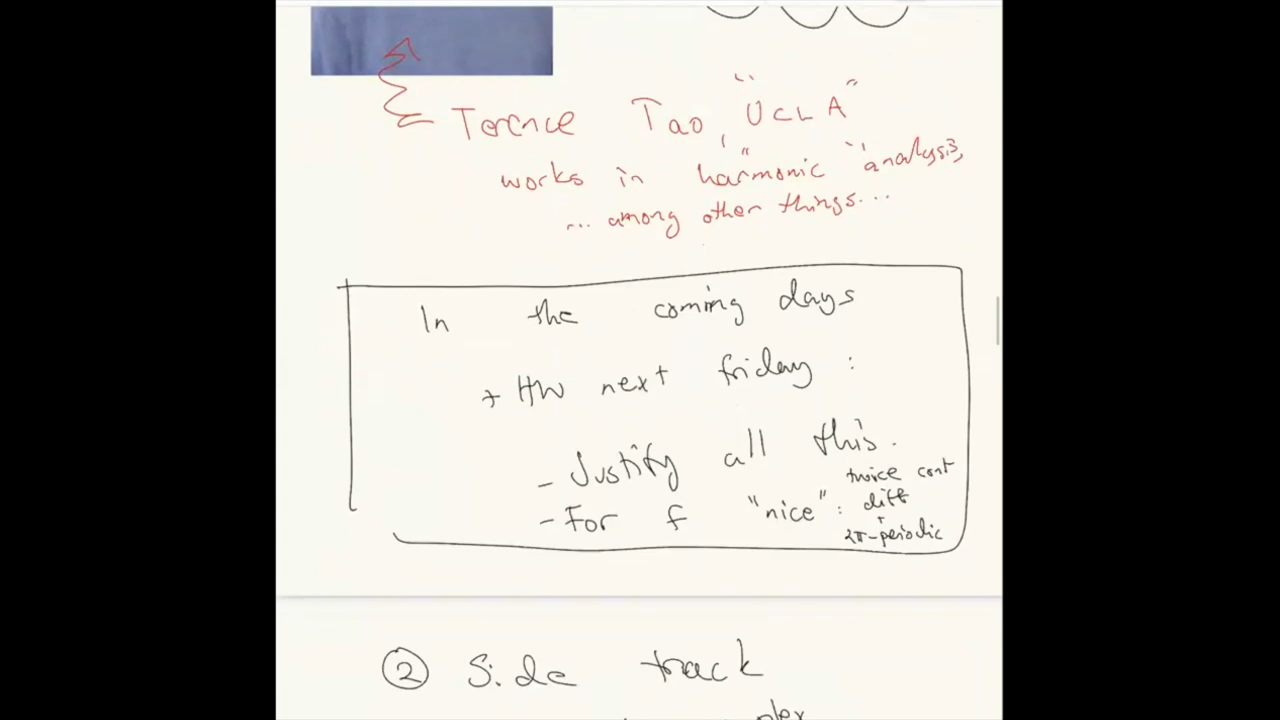 Terence Tao, "UCLA"
works in "harmonic "analysis,
... among other things...
In the coming days
+ HW next friday :
- Justify all this.
- For f "nice" : twice cont
diff
+
2π-periodic
② Side track